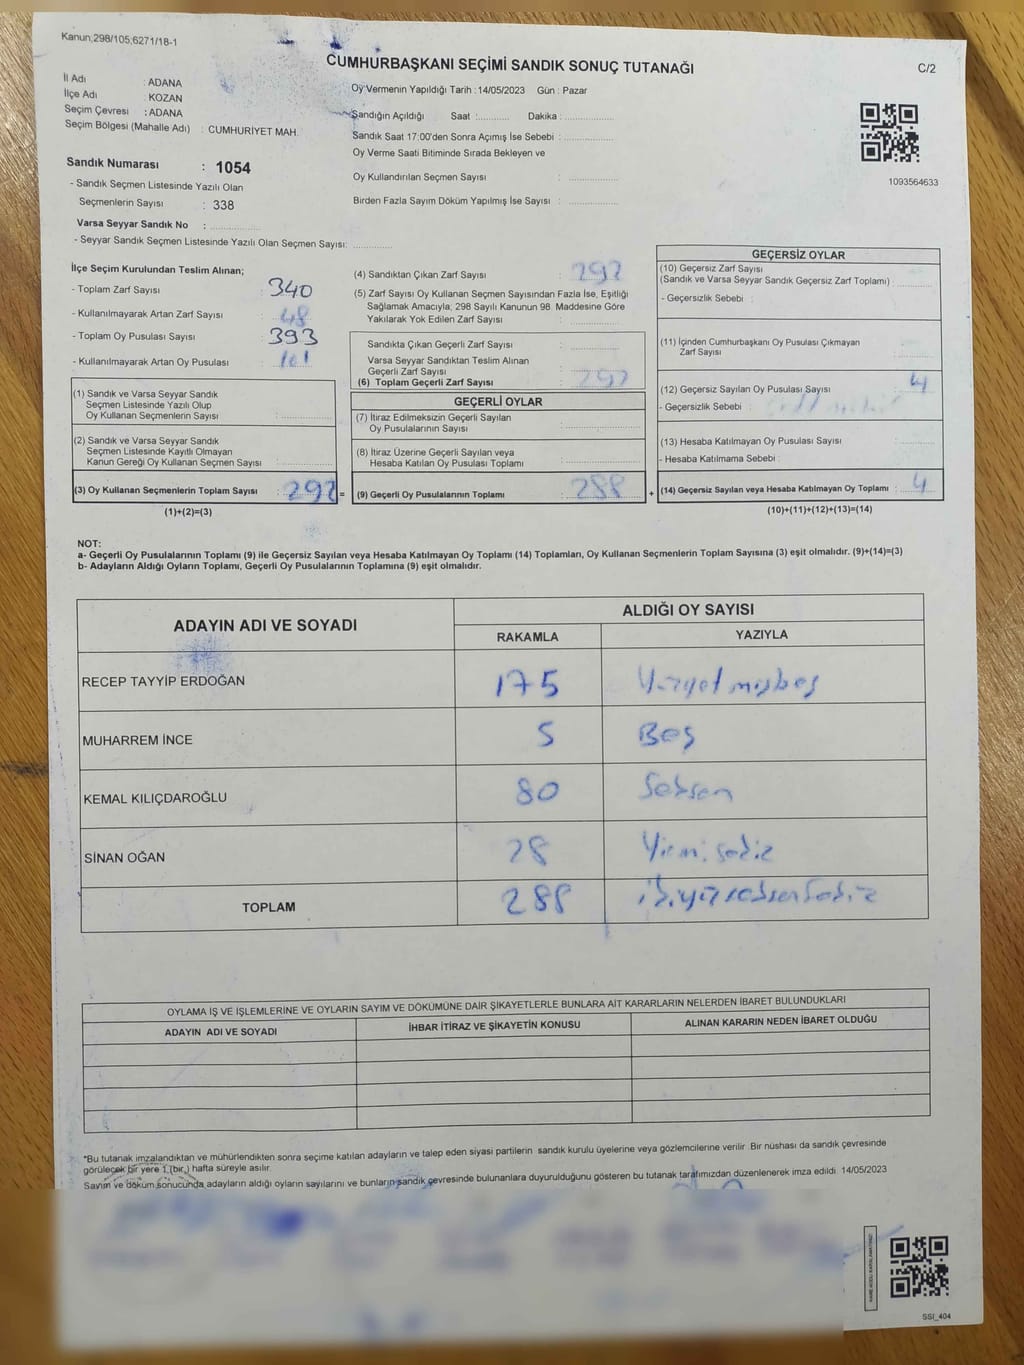 Kanun;298/105;6271/18-1
CUMHURBAŞKANI SEÇİMİ SANDIK SONUÇ TUTANAĞI
C/2
İl Adı : ADANA
İlçe Adı : KOZAN
Seçim Çevresi : ADANA
Seçim Bölgesi (Mahalle Adı) : CUMHURİYET MAH.
Oy Vermenin Yapıldığı Tarih : 14/05/2023 Gün : Pazar
Sandığın Açıldığı Saat :........... Dakika :................
Sandık Saat 17:00'den Sonra Açımış İse Sebebi :................
Oy Verme Saati Bitiminde Sırada Bekleyen ve
Oy Kullandırılan Seçmen Sayısı :................
Birden Fazla Sayım Döküm Yapılmış İse Sayısı :................
1093564633
Sandık Numarası : 1054
- Sandık Seçmen Listesinde Yazılı Olan
Seçmenlerin Sayısı : 338
Varsa Seyyar Sandık No :................
- Seyyar Sandık Seçmen Listesinde Yazılı Olan Seçmen Sayısı: ............
İlçe Seçim Kurulundan Teslim Alınan;
- Toplam Zarf Sayısı : 340
- Kullanılmayarak Artan Zarf Sayısı : 48
- Toplam Oy Pusulası Sayısı : 393
- Kullanılmayarak Artan Oy Pusulası : 101
(1) Sandık ve Varsa Seyyar Sandık
Seçmen Listesinde Yazılı Olup
Oy Kullanan Seçmenlerin Sayısı :................
(2) Sandık ve Varsa Seyyar Sandık
Seçmen Listesinde Kayıtlı Olmayan
Kanun Gereği Oy Kullanan Seçmen Sayısı :................
(3) Oy Kullanan Seçmenlerin Toplam Sayısı : 292 =
(1)+(2)=(3)
(4) Sandıktan Çıkan Zarf Sayısı : 292
(5) Zarf Sayısı Oy Kullanan Seçmen Sayısından Fazla İse, Eşitliği
Sağlamak Amacıyla; 298 Sayılı Kanunun 98. Maddesine Göre
Yakılarak Yok Edilen Zarf Sayısı :................
Sandıkta Çıkan Geçerli Zarf Sayısı :................
Varsa Seyyar Sandıktan Teslim Alınan
Geçerli Zarf Sayısı :................
(6) Toplam Geçerli Zarf Sayısı : 292
GEÇERLİ OYLAR
(7) İtiraz Edilmeksizin Geçerli Sayılan
Oy Pusulalarının Sayısı :................
(8) İtiraz Üzerine Geçerli Sayılan veya
Hesaba Katılan Oy Pusulası Toplamı :................
(9) Geçerli Oy Pusulalarının Toplamı : 288 +
GEÇERSİZ OYLAR
(10) Geçersiz Zarf Sayısı
(Sandık ve Varsa Seyyar Sandık Geçersiz Zarf Toplamı) :............
- Geçersizlik Sebebi :
(11) İçinden Cumhurbaşkanı Oy Pusulası Çıkmayan
Zarf Sayısı :............
(12) Geçersiz Sayılan Oy Pusulası Sayısı : 4
- Geçersizlik Sebebi :
(13) Hesaba Katılmayan Oy Pusulası Sayısı :............
- Hesaba Katılmama Sebebi :
(14) Geçersiz Sayılan veya Hesaba Katılmayan Oy Toplamı : 4
(10)+(11)+(12)+(13)=(14)
NOT:
a- Geçerli Oy Pusulalarının Toplamı (9) ile Geçersiz Sayılan veya Hesaba Katılmayan Oy Toplamı (14) Toplamları, Oy Kullanan Seçmenlerin Toplam Sayısına (3) eşit olmalıdır. (9)+(14)=(3)
b- Adayların Aldığı Oyların Toplamı, Geçerli Oy Pusulalarının Toplamına (9) eşit olmalıdır.
ADAYIN ADI VE SOYADI
ALDIĞI OY SAYISI
RAKAMLA YAZIYLA
RECEP TAYYİP ERDOĞAN 175 Yüzyetmişbeş
MUHARREM İNCE 5 Beş
KEMAL KILIÇDAROĞLU 80 Seksen
SİNAN OĞAN 28 Yirmi sekiz
TOPLAM 288 ikiyüzseksensekiz
OYLAMA İŞ VE İŞLEMLERİNE VE OYLARIN SAYIM VE DÖKÜMÜNE DAİR ŞİKAYETLERLE BUNLARA AİT KARARLARIN NELERDEN İBARET BULUNDUKLARI
ADAYIN ADI VE SOYADI İHBAR İTİRAZ VE ŞİKAYETİN KONUSU ALINAN KARARIN NEDEN İBARET OLDUĞU
*Bu tutanak imzalandıktan ve mühürlendikten sonra seçime katılan adayların ve talep eden siyasi partilerin sandık kurulu üyelerine veya gözlemcilerine verilir. Bir nüshası da sandık çevresinde
görülecek bir yere 1 (bir,) hafta süreyle asılır.
Sayım ve döküm sonucunda adayların aldığı oyların sayılarını ve bunların sandık çevresinde bulunanlara duyurulduğunu gösteren bu tutanak tarafımızdan düzenlenerek imza edildi. 14/05/2023
SSI_404